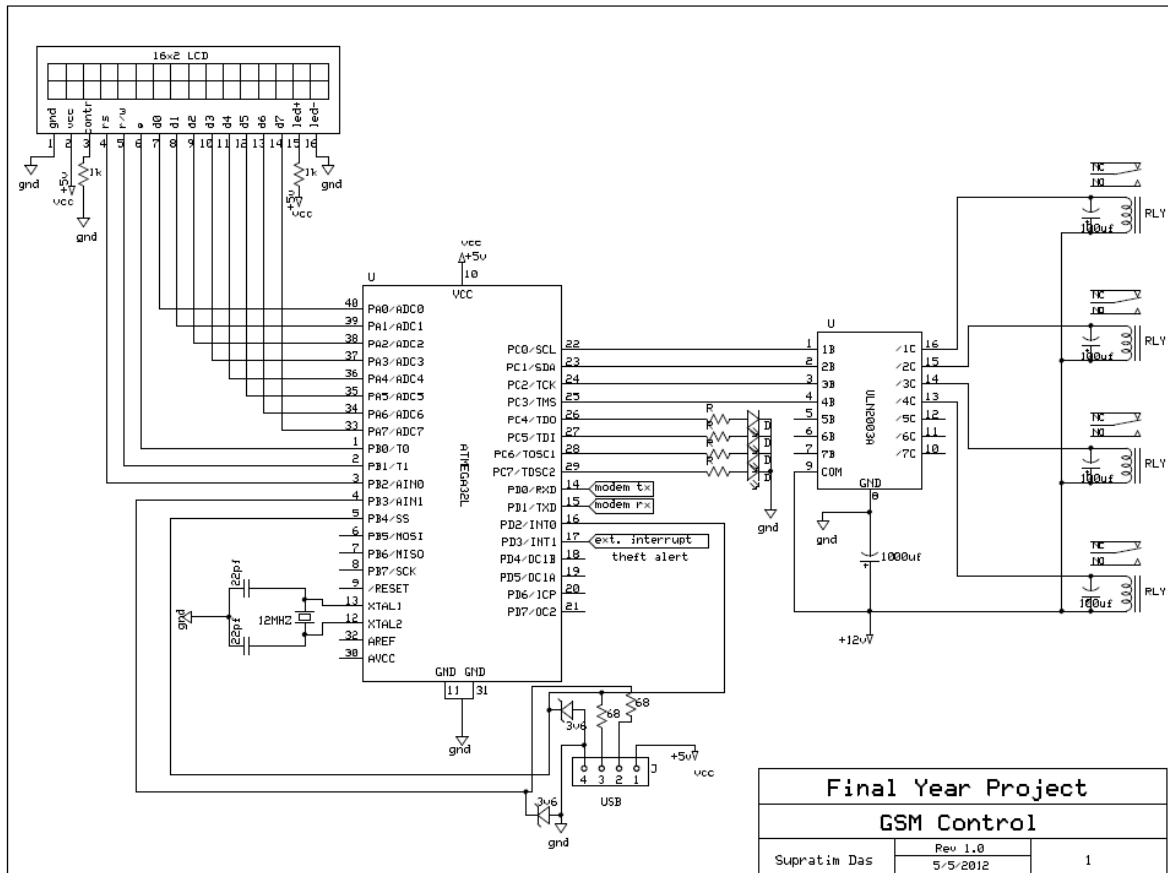 16x2 LCD
gnd vcc contr rs r/w e d0 d1 d2 d3 d4 d5 d6 d7 led+ led-
1 2 3 4 5 6 7 8 9 10 11 12 13 14 15 16
gnd
+5v
vcc
1k
gnd
1k
+5v
vcc
gnd
vcc
+5v
10
U
VCC
40 PA0/ADC0
39 PA1/ADC1
38 PA2/ADC2
37 PA3/ADC3
36 PA4/ADC4
35 PA5/ADC5
34 PA6/ADC6
33 PA7/ADC7
1 PB0/T0
2 PB1/T1
3 PB2/AIN0
4 PB3/AIN1
5 PB4/SS
6 PB5/MOSI
7 PB6/MISO
8 PB7/SCK
9 /RESET
13 XTAL1
12 XTAL2
32 AREF
30 AVCC
ATMEGA32L
PC0/SCL 22
PC1/SDA 23
PC2/TCK 24
PC3/TMS 25
PC4/TDO 26
PC5/TDI 27
PC6/TOSC1 28
PC7/TOSC2 29
PD0/RXD 14
PD1/TXD 15
PD2/INT0 16
PD3/INT1 17
PD4/OC1B 18
PD5/OC1A 19
PD6/ICP 20
PD7/OC2 21
GND GND
11 31
gnd
22pf
22pf
12MHZ
gnd
R D
R D
R D
R D
gnd
modem tx
modem rx
ext. interrupt
theft alert
U
1 1B
2 2B
3 3B
4 4B
5 5B
6 6B
7 7B
9 COM
ULN2003A
/1C 16
/2C 15
/3C 14
/4C 13
/5C 12
/6C 11
/7C 10
GND
8
gnd
1000uf
+12v
NC
NO
100uf
RLY
NC
NO
100uf
RLY
NC
NO
100uf
RLY
NC
NO
100uf
RLY
3v6
68
68
4 3 2 1
J
USB
+5v
vcc
3v6
gnd
Final Year Project
GSM Control
Supratim Das
Rev 1.0
5/5/2012
1